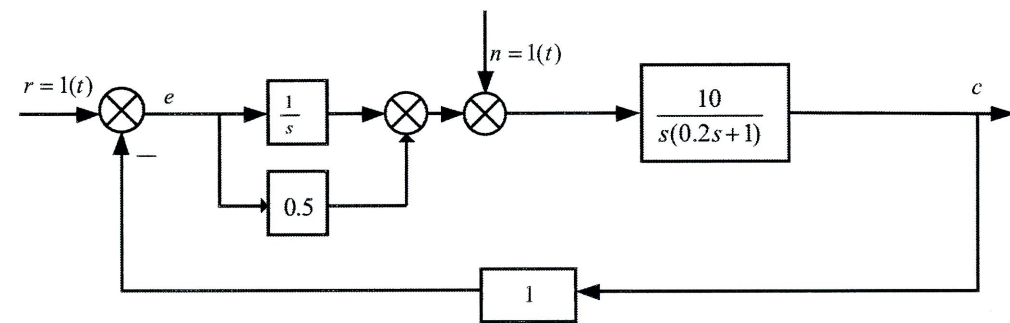 r = 1(t)
e
1
s
0.5
n = 1(t)
10
s(0.2s+1)
c
—
1